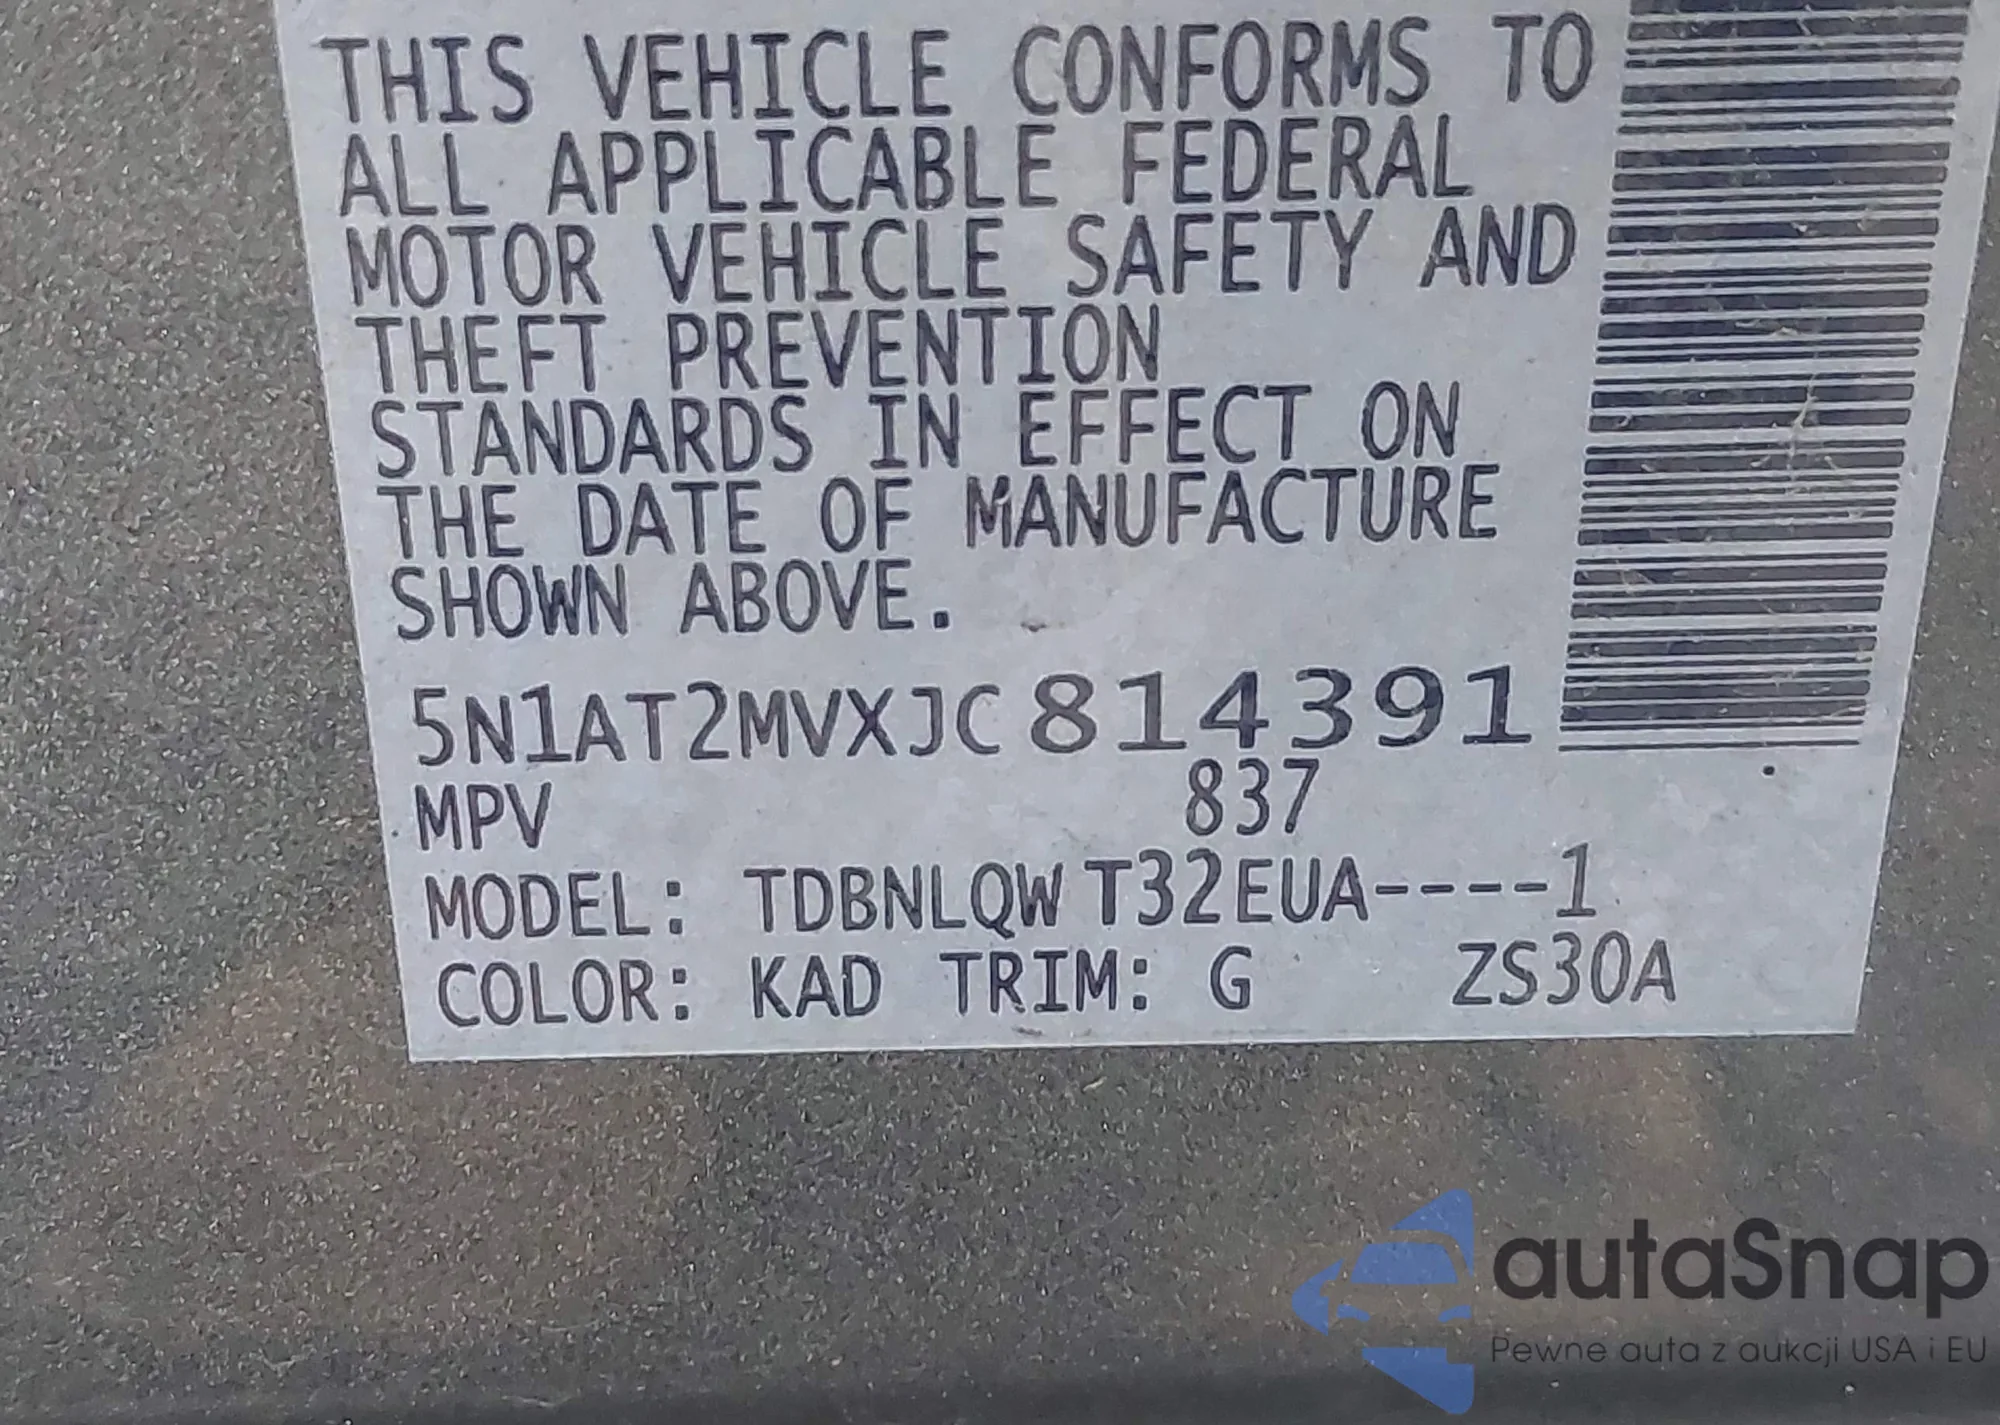 THIS VEHICLE CONFORMS TO
ALL APPLICABLE FEDERAL
MOTOR VEHICLE SAFETY AND
THEFT PREVENTION
STANDARDS IN EFFECT ON
THE DATE OF MANUFACTURE
SHOWN ABOVE.
5N1AT2MVXJC814391
MPV 837
MODEL: TDBNLQW T32EUA----1
COLOR: KAD TRIM: G ZS30A
autaSnap
Pewne auta z aukcji USA i EU